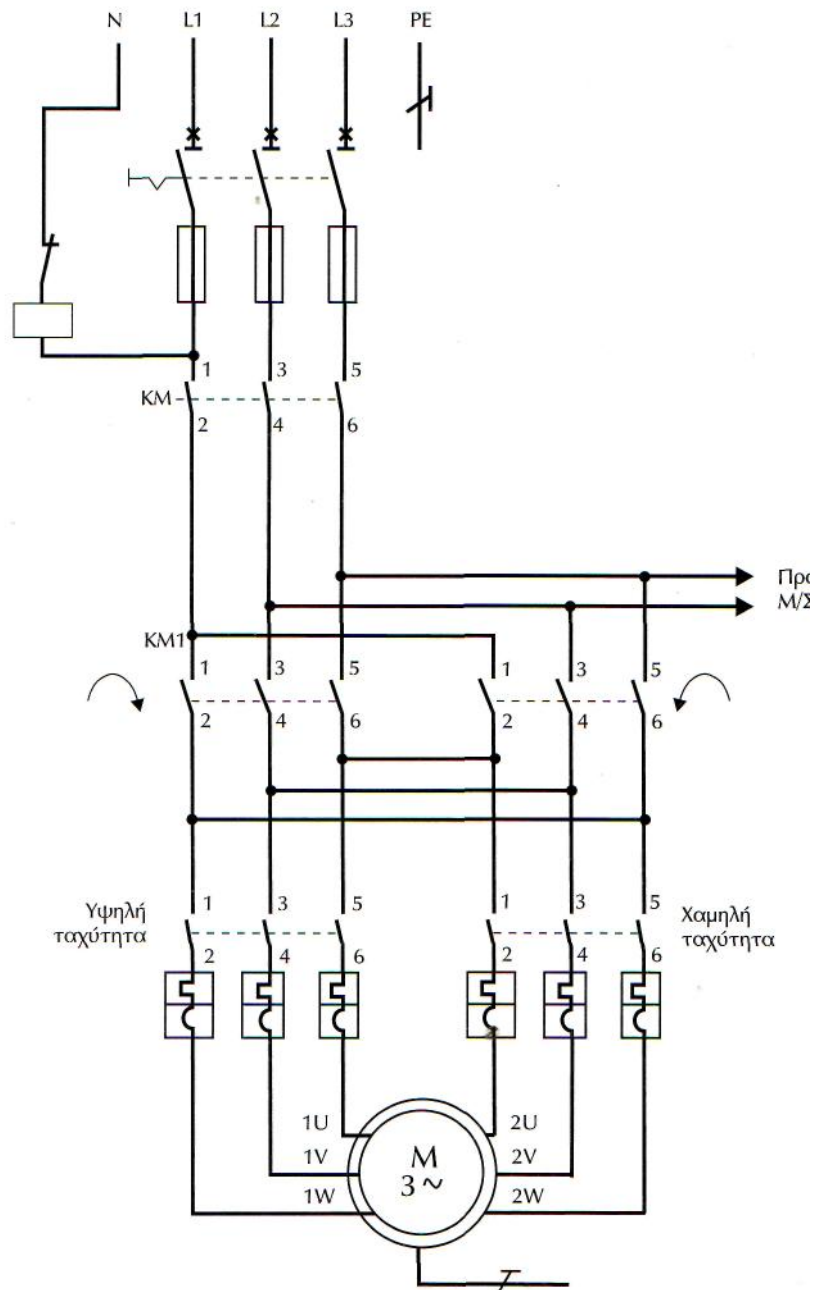 N L1 L2 L3 PE
1 3 5
KM
2 4 6
Προ
Μ/Σ
KM1
1 3 5 1 3 5
2 4 6 2 4 6
Υψηλή
ταχύτητα
1 3 5 1 3 5
Χαμηλή
ταχύτητα
2 4 6 2 4 6
1U 2U
1V M 2V
3 ~
1W 2W